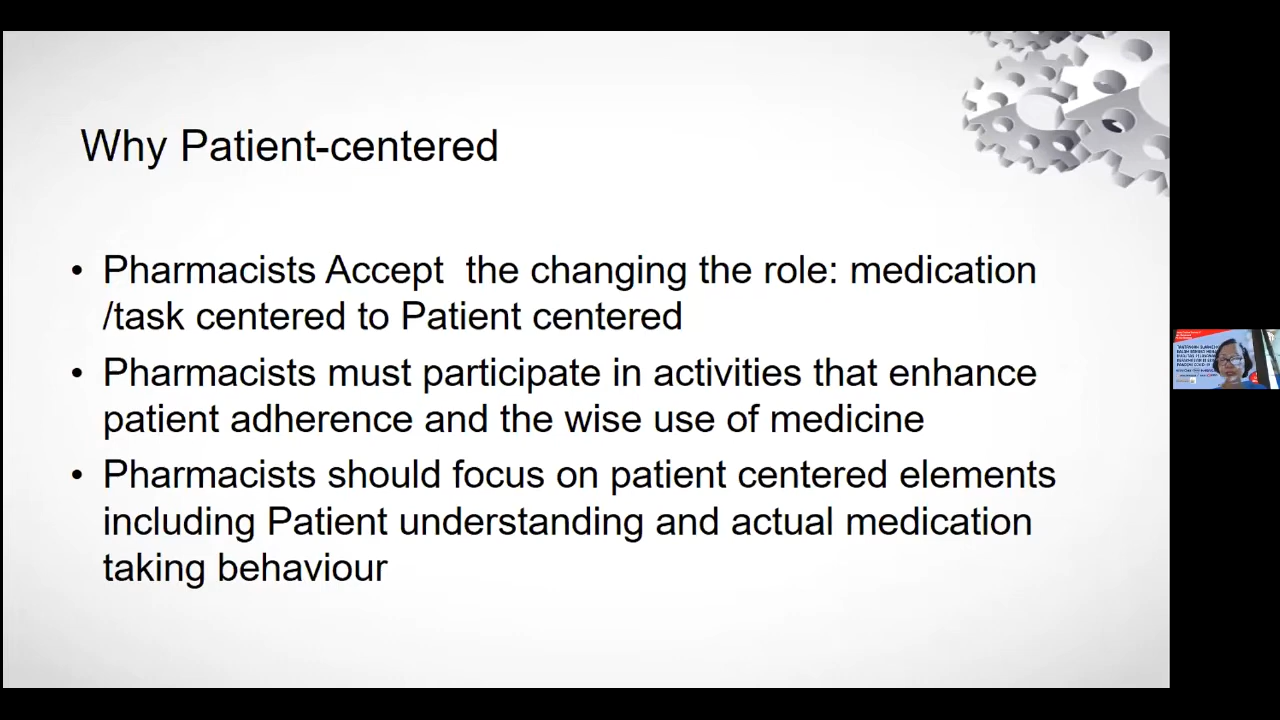 Why Patient-centered
• Pharmacists Accept  the changing the role: medication
/task centered to Patient centered
• Pharmacists must participate in activities that enhance
patient adherence and the wise use of medicine
• Pharmacists should focus on patient centered elements
including Patient understanding and actual medication
taking behaviour